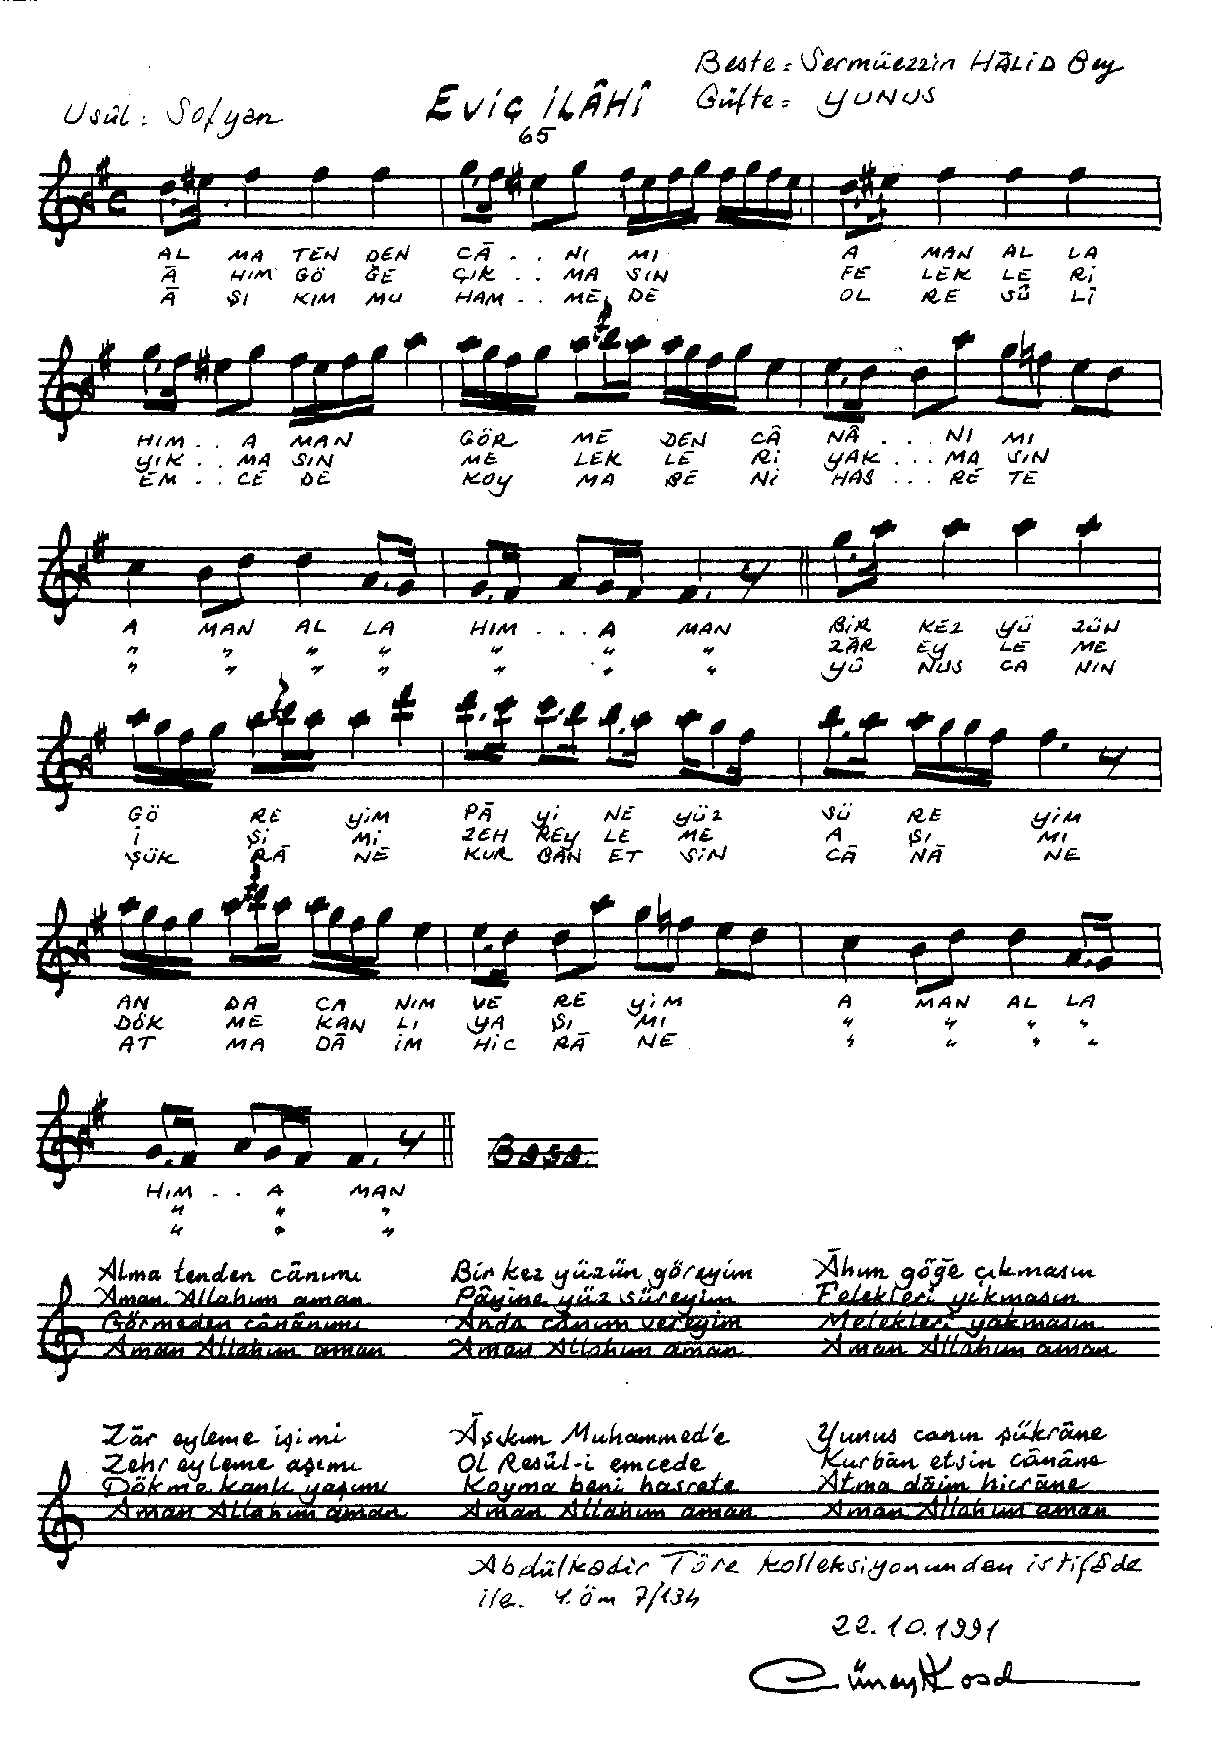 Beste: Sermüezzin HÂLİD Bey
Usûl: Sofyan EVİÇ İLÂHÎ Güfte: YUNUS
65
AL MA TEN DEN CÂ . . Nİ MI A MAN AL LA
Â HIM GÖ ĞE ÇIK . . MA SIN FE LEK LE Rİ
Â ŞI KIM MU HAM . . ME DE OL RE SÛ Lİ
HIM . . A MAN GÖR ME DEN CÂ NÂ . . . NI MI
YIK . . MA SIN ME LEK LE Rİ YAK . . . MA SIN
EM . . CE DE KOY MA BE Nİ HAS . . . RE TE
A MAN AL LA HIM . . . A MAN BİR KEZ YÜ ZÜN
" " " " " " " ZÂR EY LE ME
" " " " " " " YÛ NUS CA NIN
GÖ RE YİM PÂ Yİ NE YÜZ SÜ RE YİM
İ Şİ Mİ ZEH REY LE ME A ŞI MI
ŞÜK RÂ NE KUR BÂN ET SİN CÂ NÂ NE
AN DA CA NIM VE RE YİM A MAN AL LA
DÖK ME KAN LI YA ŞI MI " " " "
AT MA DÂ İM HİC RÂ NE " " " "
HIM . . A MAN
" " "
" " "
Başa.
Alma tenden cânımı Bir kez yüzün göreyim Âhım göğe çıkmasın
Aman Allahım aman Pâyine yüz süreyim Felekleri yıkmasın
Görmeden cânânımı Anda cânım vereyim Melekleri yakmasın
Aman Allahım aman Aman Allahım aman Aman Allahım aman
Zâr eyleme işimi Âşıkım Muhammed'e Yunus canın şükrâne
Zehr eyleme aşımı Ol Resûl-i emcede Kurbân etsin cânâne
Dökme kanlı yaşımı Koyma beni hasrete Atma dâim hicrâne
Aman Allahım aman Aman Allahım aman Aman Allahım aman
Abdülkadir Töre kolleksiyonundan istifâde
ile. 7/134
22.10.1991